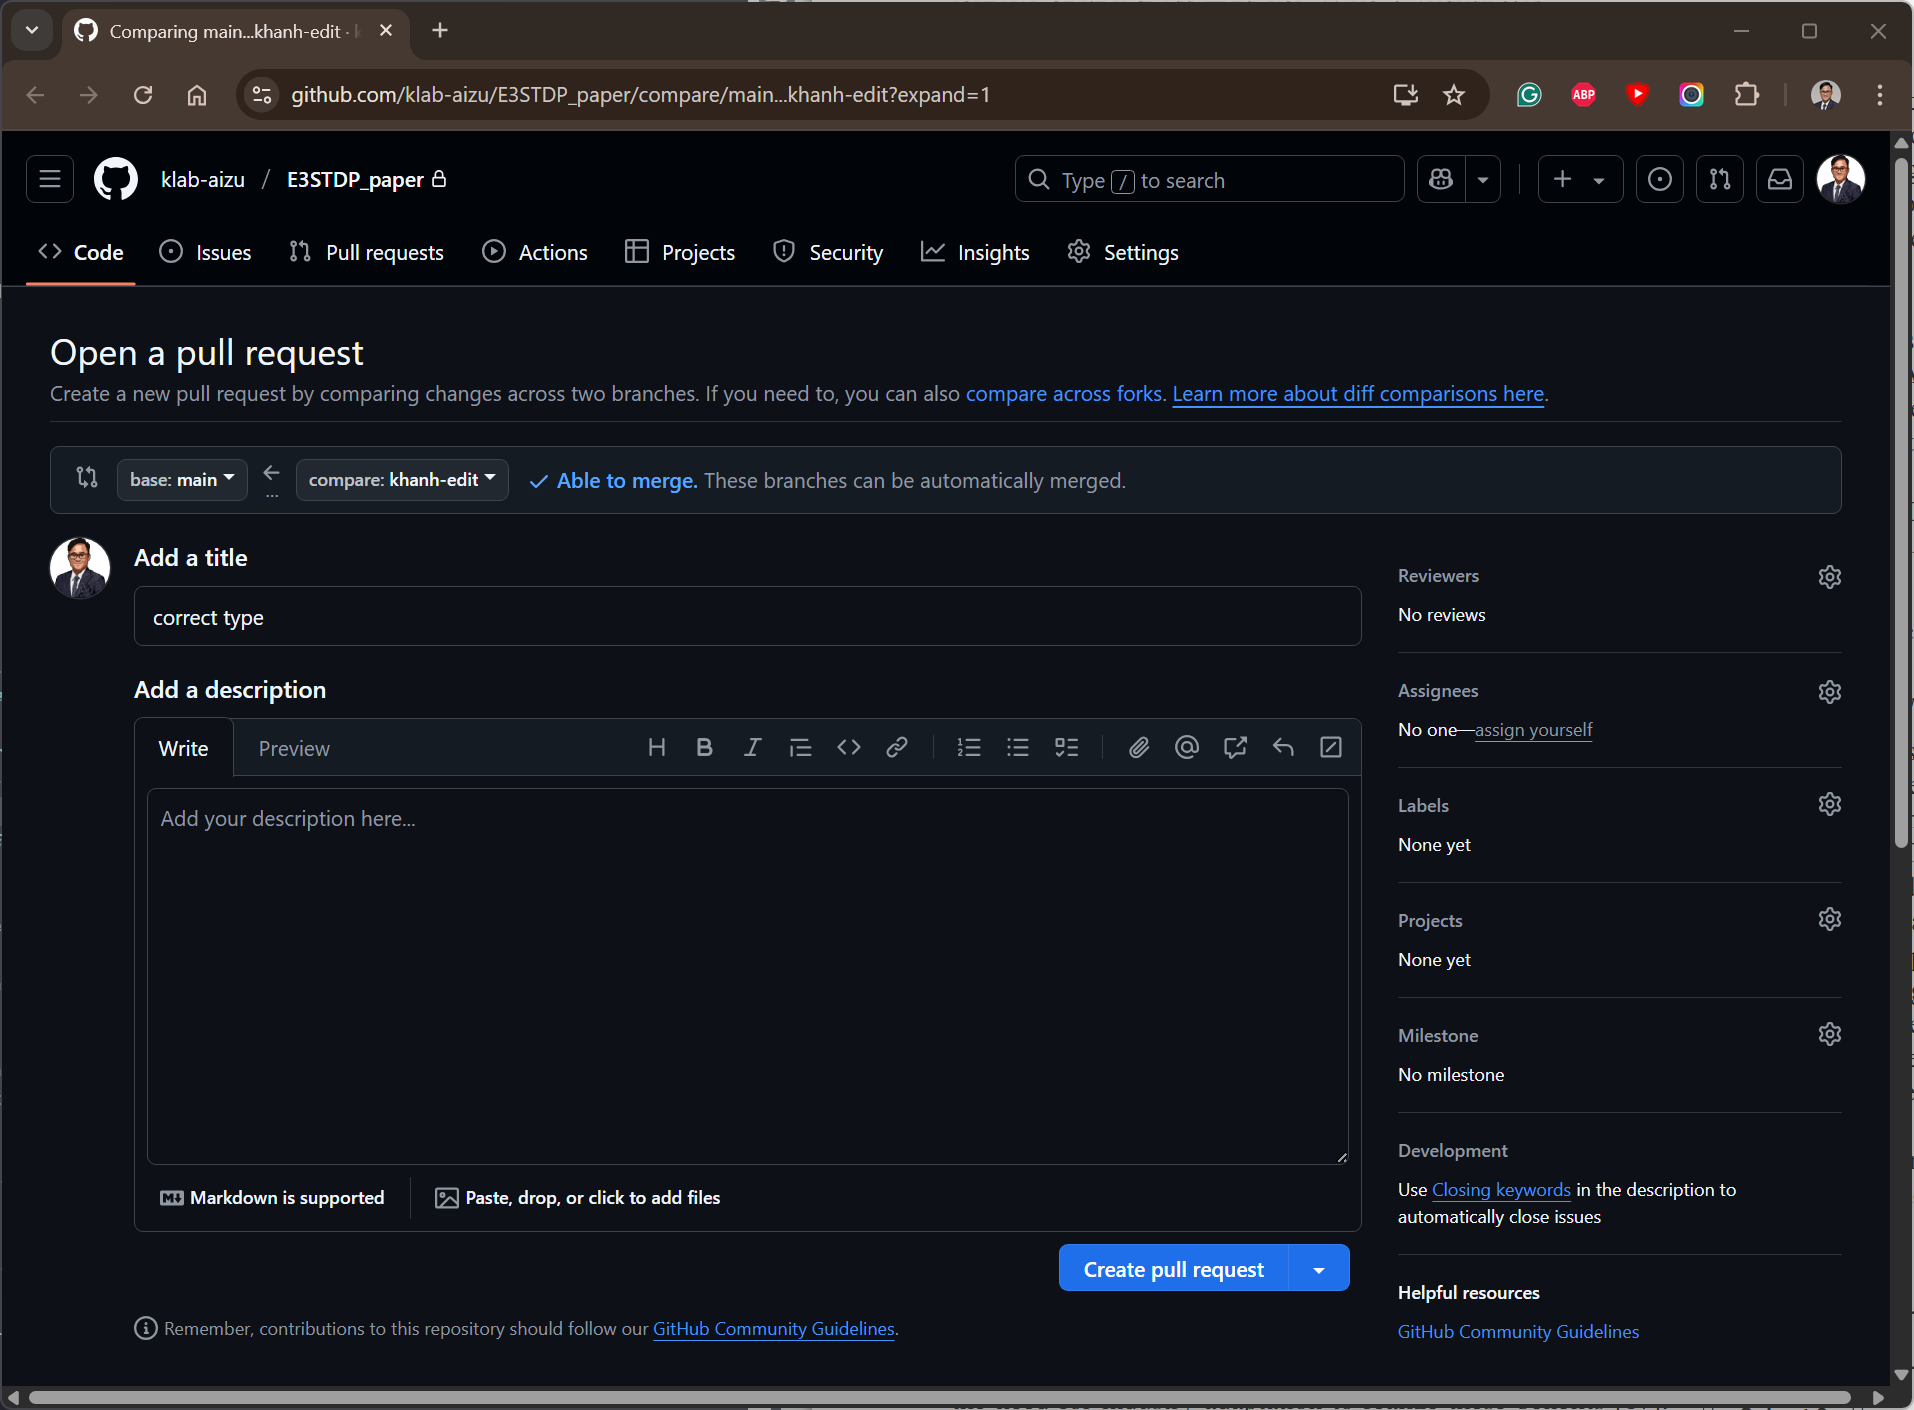 Comparing main...khanh-edit ·
github.com/klab-aizu/E3STDP_paper/compare/main...khanh-edit?expand=1
ABP
klab-aizu / E3STDP_paper
Type / to search
Code
Issues
Pull requests
Actions
Projects
Security
Insights
Settings
Open a pull request
Create a new pull request by comparing changes across two branches. If you need to, you can also compare across forks. Learn more about diff comparisons here.
base: main
...
compare: khanh-edit
Able to merge. These branches can be automatically merged.
Add a title
correct type
Add a description
Write
Preview
Add your description here...
Markdown is supported
Paste, drop, or click to add files
Create pull request
Remember, contributions to this repository should follow our GitHub Community Guidelines.
Reviewers
No reviews
Assignees
No one—assign yourself
Labels
None yet
Projects
None yet
Milestone
No milestone
Development
Use Closing keywords in the description to
automatically close issues
Helpful resources
GitHub Community Guidelines